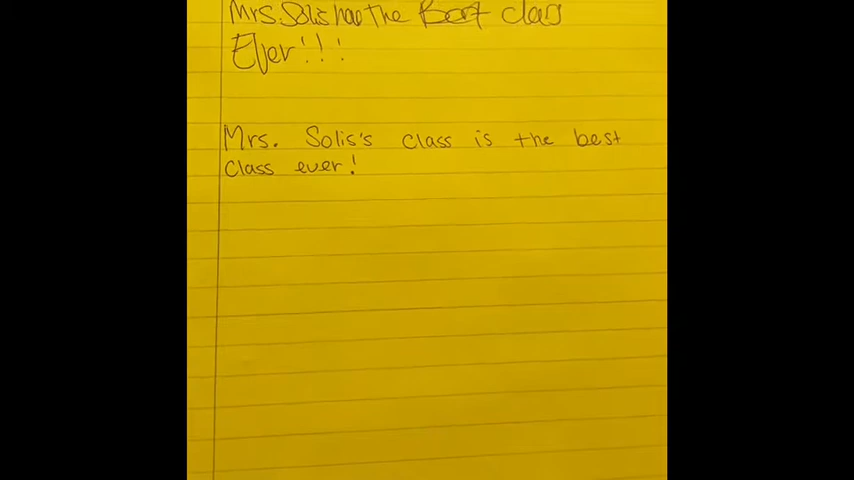 Mrs. Solis has the Best class
Ever!!!
Mrs. Solis's class is the best
class ever!